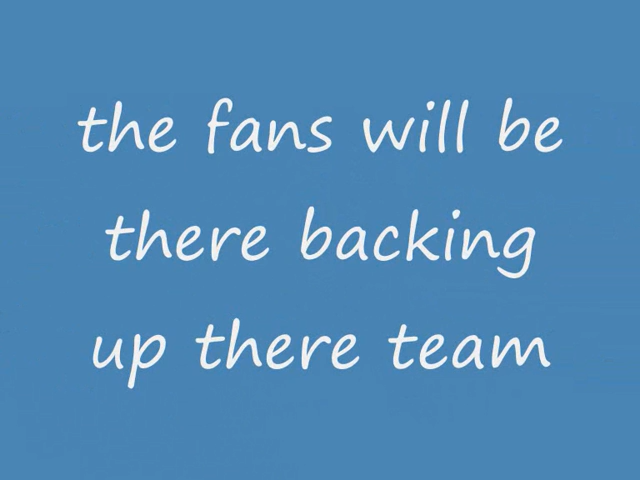 the fans will be
there backing
up there team